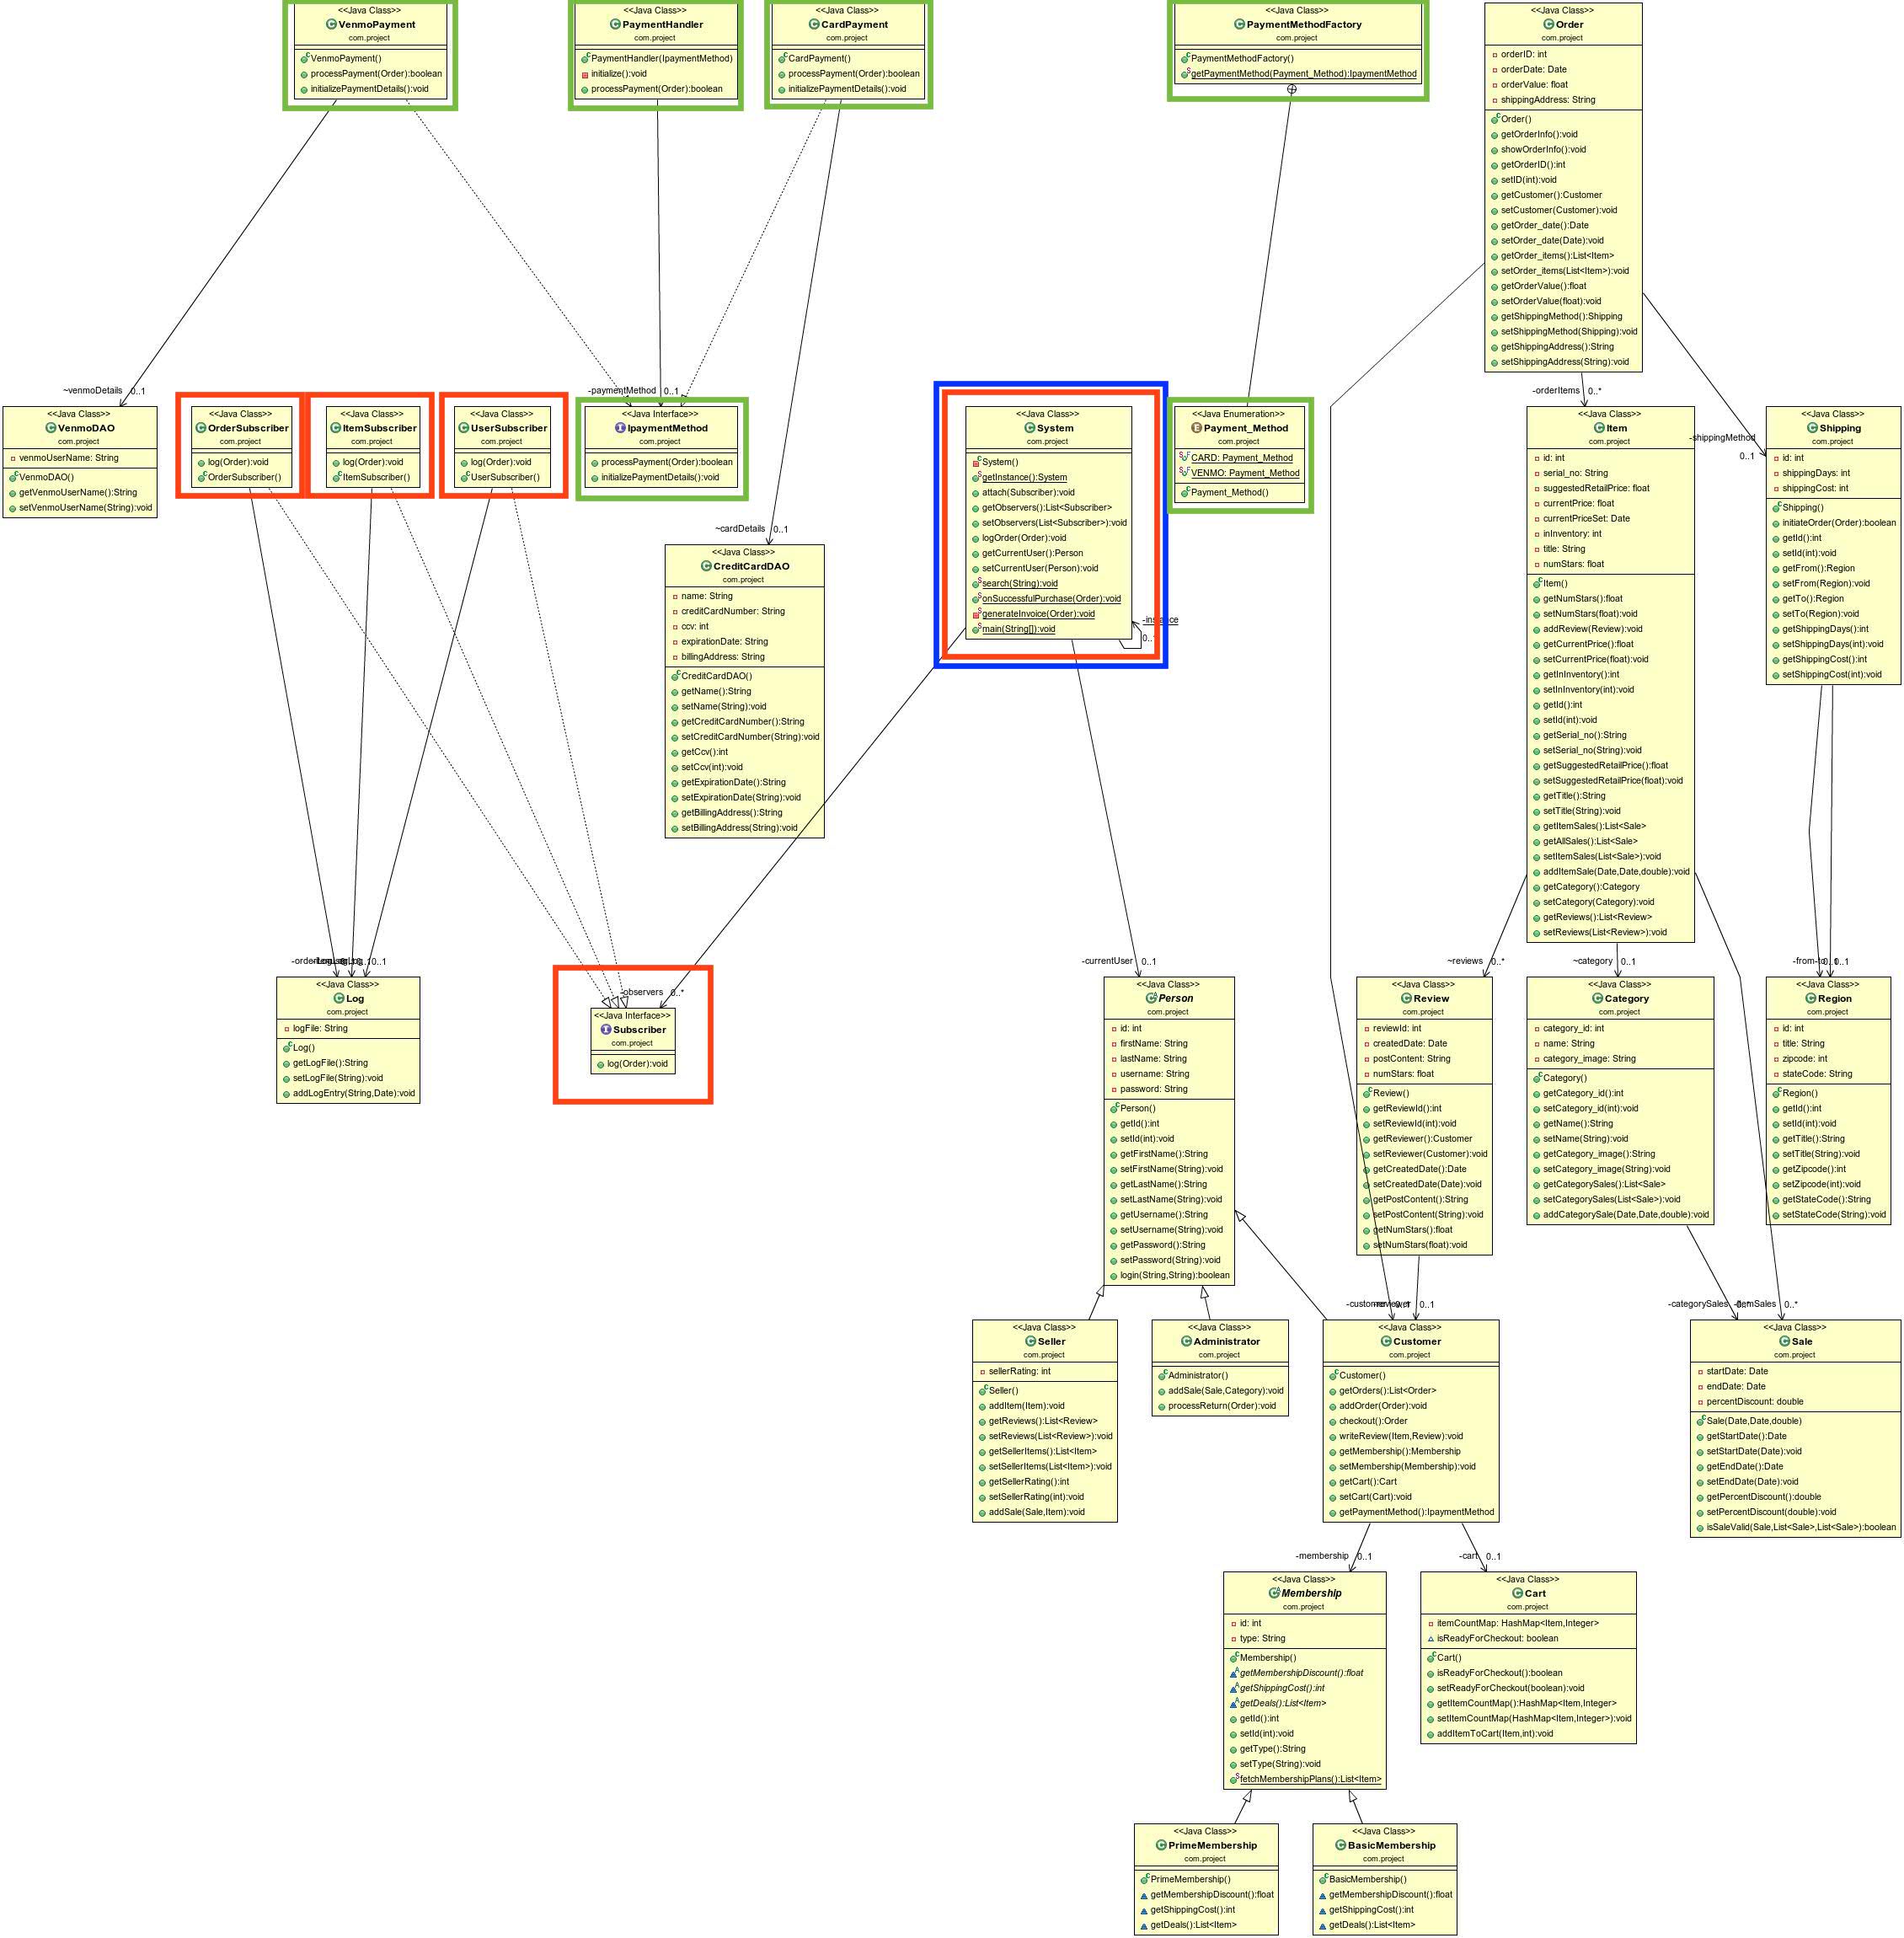 <<Java Class>>
VenmoPayment
com.project
VenmoPayment()
processPayment(Order):boolean
initializePaymentDetails():void
<<Java Class>>
PaymentHandler
com.project
PaymentHandler(IpaymentMethod)
initialize():void
processPayment(Order):boolean
<<Java Class>>
CardPayment
com.project
CardPayment()
processPayment(Order):boolean
initializePaymentDetails():void
<<Java Class>>
PaymentMethodFactory
com.project
PaymentMethodFactory()
getPaymentMethod(Payment_Method):IpaymentMethod
<<Java Class>>
Order
com.project
orderID: int
orderDate: Date
orderValue: float
shippingAddress: String
Order()
getOrderInfo():void
showOrderInfo():void
getOrderID():int
setID(int):void
getCustomer():Customer
setCustomer(Customer):void
getOrder_date():Date
setOrder_date(Date):void
getOrder_items():List<Item>
setOrder_items(List<Item>):void
getOrderValue():float
setOrderValue(float):void
getShippingMethod():Shipping
setShippingMethod(Shipping):void
getShippingAddress():String
setShippingAddress(String):void
~venmoDetails 0..1
-paymentMethod 0..1
-orderItems 0..*
-shippingMethod
0..1
<<Java Class>>
VenmoDAO
com.project
venmoUserName: String
VenmoDAO()
getVenmoUserName():String
setVenmoUserName(String):void
<<Java Class>>
OrderSubscriber
com.project
log(Order):void
OrderSubscriber()
<<Java Class>>
ItemSubscriber
com.project
log(Order):void
ItemSubscriber()
<<Java Class>>
UserSubscriber
com.project
log(Order):void
UserSubscriber()
<<Java Interface>>
IpaymentMethod
com.project
processPayment(Order):boolean
initializePaymentDetails():void
~cardDetails 0..1
<<Java Class>>
CreditCardDAO
com.project
name: String
creditCardNumber: String
ccv: int
expirationDate: String
billingAddress: String
CreditCardDAO()
getName():String
setName(String):void
getCreditCardNumber():String
setCreditCardNumber(String):void
getCcv():int
setCcv(int):void
getExpirationDate():String
setExpirationDate(String):void
getBillingAddress():String
setBillingAddress(String):void
<<Java Class>>
System
com.project
System()
getInstance():System
attach(Subscriber):void
getObservers():List<Subscriber>
setObservers(List<Subscriber>):void
logOrder(Order):void
getCurrentUser():Person
setCurrentUser(Person):void
search(String):void
onSuccessfulPurchase(Order):void
generateInvoice(Order):void
main(String[]):void
-instance
<<Java Enumeration>>
Payment_Method
com.project
CARD: Payment_Method
VENMO: Payment_Method
Payment_Method()
<<Java Class>>
Item
com.project
id: int
serial_no: String
suggestedRetailPrice: float
currentPrice: float
currentPriceSet: Date
inInventory: int
title: String
numStars: float
Item()
getNumStars():float
setNumStars(float):void
addReview(Review):void
getCurrentPrice():float
setCurrentPrice(float):void
getInInventory():int
setInInventory(int):void
getId():int
setId(int):void
getSerial_no():String
setSerial_no(String):void
getSuggestedRetailPrice():float
setSuggestedRetailPrice(float):void
getTitle():String
setTitle(String):void
getItemSales():List<Sale>
getAllSales():List<Sale>
setItemSales(List<Sale>):void
addItemSale(Date,Date,double):void
getCategory():Category
setCategory(Category):void
getReviews():List<Review>
setReviews(List<Review>):void
<<Java Class>>
Shipping
com.project
id: int
shippingDays: int
shippingCost: int
Shipping()
initiateOrder(Order):boolean
getId():int
setId(int):void
getFrom():Region
setFrom(Region):void
getTo():Region
setTo(Region):void
getShippingDays():int
setShippingDays(int):void
getShippingCost():int
setShippingCost(int):void
<<Java Class>>
Log
com.project
logFile: String
Log()
getLogFile():String
setLogFile(String):void
addLogEntry(String,Date):void
-observers 0..*
<<Java Interface>>
Subscriber
com.project
log(Order):void
-currentUser 0..1
<<Java Class>>
Person
com.project
id: int
firstName: String
lastName: String
username: String
password: String
Person()
getId():int
setId(int):void
getFirstName():String
setFirstName(String):void
getLastName():String
setLastName(String):void
getUsername():String
setUsername(String):void
getPassword():String
setPassword(String):void
login(String,String):boolean
~reviews 0..*
<<Java Class>>
Review
com.project
reviewId: int
createdDate: Date
postContent: String
numStars: float
Review()
getReviewId():int
setReviewId(int):void
getReviewer():Customer
setReviewer(Customer):void
getCreatedDate():Date
setCreatedDate(Date):void
getPostContent():String
setPostContent(String):void
getNumStars():float
setNumStars(float):void
~category 0..1
<<Java Class>>
Category
com.project
category_id: int
name: String
category_image: String
Category()
getCategory_id():int
setCategory_id(int):void
getName():String
setName(String):void
getCategory_image():String
setCategory_image(String):void
getCategorySales():List<Sale>
setCategorySales(List<Sale>):void
addCategorySale(Date,Date,double):void
<<Java Class>>
Region
com.project
id: int
title: String
zipcode: int
stateCode: String
Region()
getId():int
setId(int):void
getTitle():String
setTitle(String):void
getZipcode():int
setZipcode(int):void
getStateCode():String
setStateCode(String):void
0..1
-categorySales
0..*
<<Java Class>>
Seller
com.project
sellerRating: int
Seller()
addItem(Item):void
getReviews():List<Review>
setReviews(List<Review>):void
getSellerItems():List<Item>
setSellerItems(List<Item>):void
getSellerRating():int
setSellerRating(int):void
addSale(Sale,Item):void
<<Java Class>>
Administrator
com.project
Administrator()
addSale(Sale,Category):void
processReturn(Order):void
<<Java Class>>
Customer
com.project
Customer()
getOrders():List<Order>
addOrder(Order):void
checkout():Order
writeReview(Item,Review):void
getMembership():Membership
setMembership(Membership):void
getCart():Cart
setCart(Cart):void
getPaymentMethod():IpaymentMethod
<<Java Class>>
Sale
com.project
startDate: Date
endDate: Date
percentDiscount: double
Sale(Date,Date,double)
getStartDate():Date
setStartDate(Date):void
getEndDate():Date
setEndDate(Date):void
getPercentDiscount():double
setPercentDiscount(double):void
isSaleValid(Sale,List<Sale>,List<Sale>):boolean
-membership 0..1
-cart 0..1
<<Java Class>>
Membership
com.project
id: int
type: String
Membership()
getMembershipDiscount():float
getShippingCost():int
getDeals():List<Item>
getId():int
setId(int):void
getType():String
setType(String):void
fetchMembershipPlans():List<Item>
<<Java Class>>
Cart
com.project
itemCountMap: HashMap<Item,Integer>
isReadyForCheckout: boolean
Cart()
isReadyForCheckout():boolean
setReadyForCheckout(boolean):void
getItemCountMap():HashMap<Item,Integer>
setItemCountMap(HashMap<Item,Integer>):void
addItemToCart(Item,int):void
<<Java Class>>
PrimeMembership
com.project
PrimeMembership()
getMembershipDiscount():float
getShippingCost():int
getDeals():List<Item>
<<Java Class>>
BasicMembership
com.project
BasicMembership()
getMembershipDiscount():float
getShippingCost():int
getDeals():List<Item>